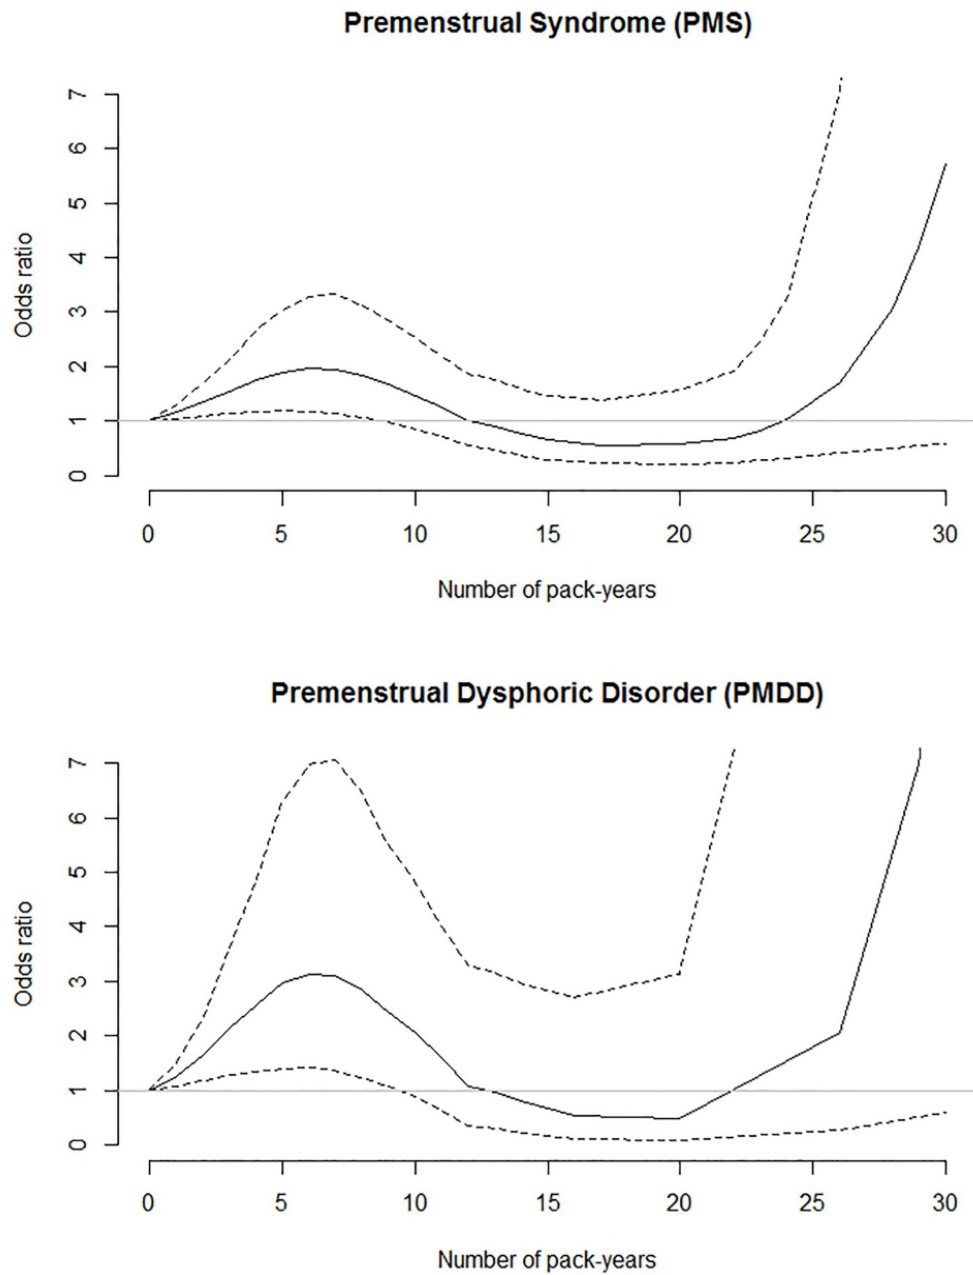 Premenstrual Syndrome (PMS)
7
6
5
4
3
2
1
0
Odds ratio
0 5 10 15 20 25 30
Number of pack-years
Premenstrual Dysphoric Disorder (PMDD)
7
6
5
4
3
2
1
0
Odds ratio
0 5 10 15 20 25 30
Number of pack-years